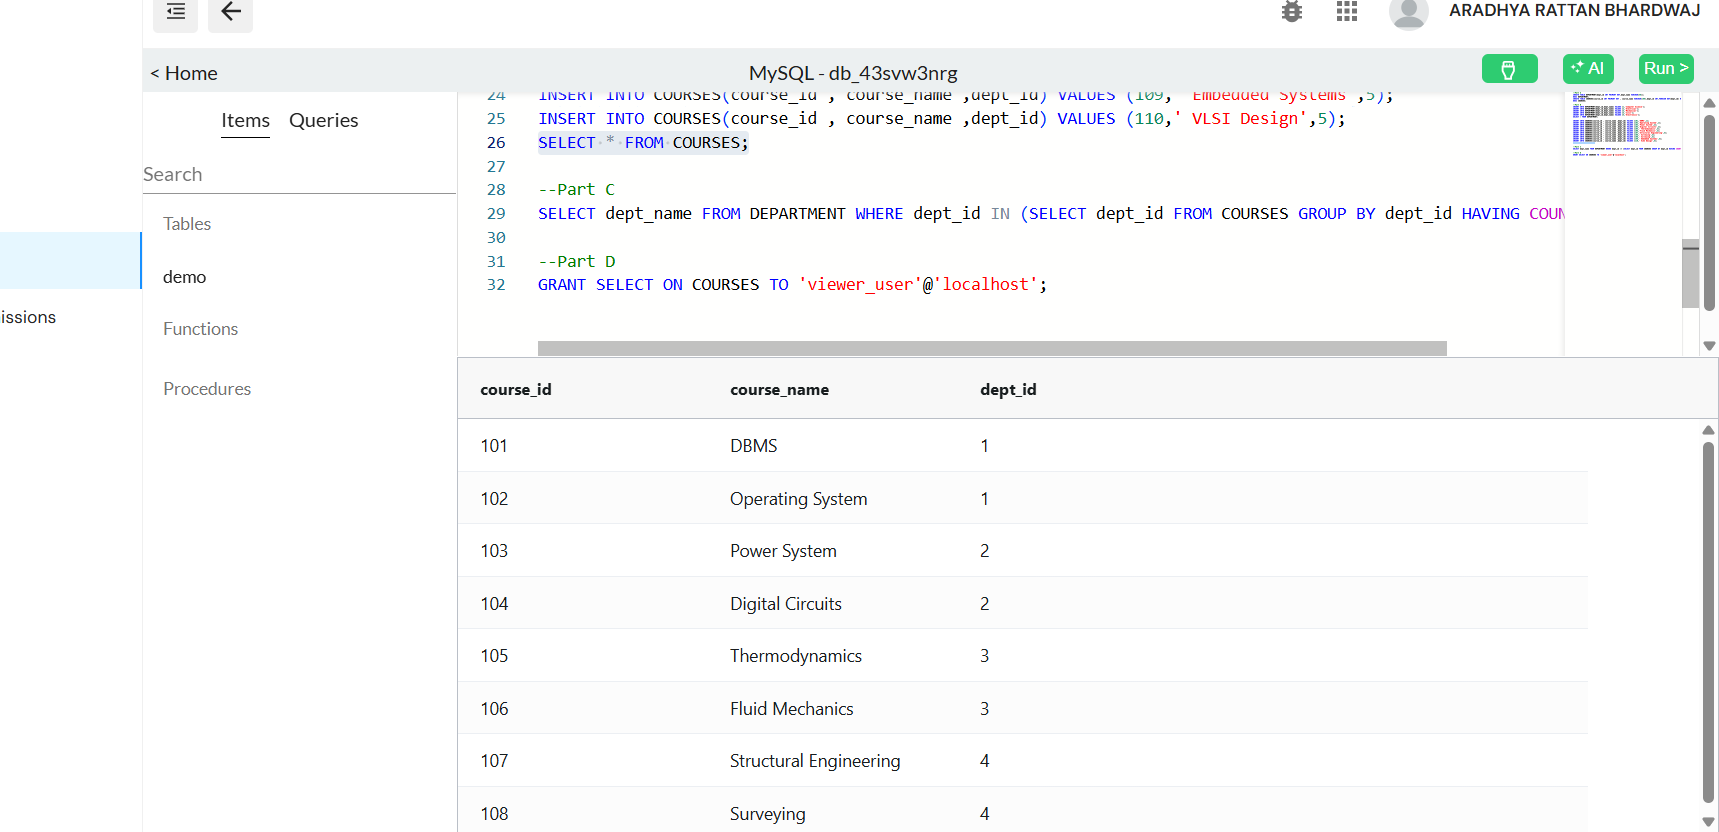 ARADHYA RATTAN BHARDWAJ
< Home
MySQL - db_43svw3nrg
AI
Run >
Items
Queries
Search
Tables
demo
issions
Functions
Procedures
24 INSERT INTO COURSES(course_id , course_name ,dept_id) VALUES (109,' Embedded Systems',5);
25 INSERT INTO COURSES(course_id , course_name ,dept_id) VALUES (110,' VLSI Design',5);
26 SELECT * FROM COURSES;
27
28 --Part C
29 SELECT dept_name FROM DEPARTMENT WHERE dept_id IN (SELECT dept_id FROM COURSES GROUP BY dept_id HAVING COUN
30
31 --Part D
32 GRANT SELECT ON COURSES TO 'viewer_user'@'localhost';
course_id course_name dept_id
101 DBMS 1
102 Operating System 1
103 Power System 2
104 Digital Circuits 2
105 Thermodynamics 3
106 Fluid Mechanics 3
107 Structural Engineering 4
108 Surveying 4